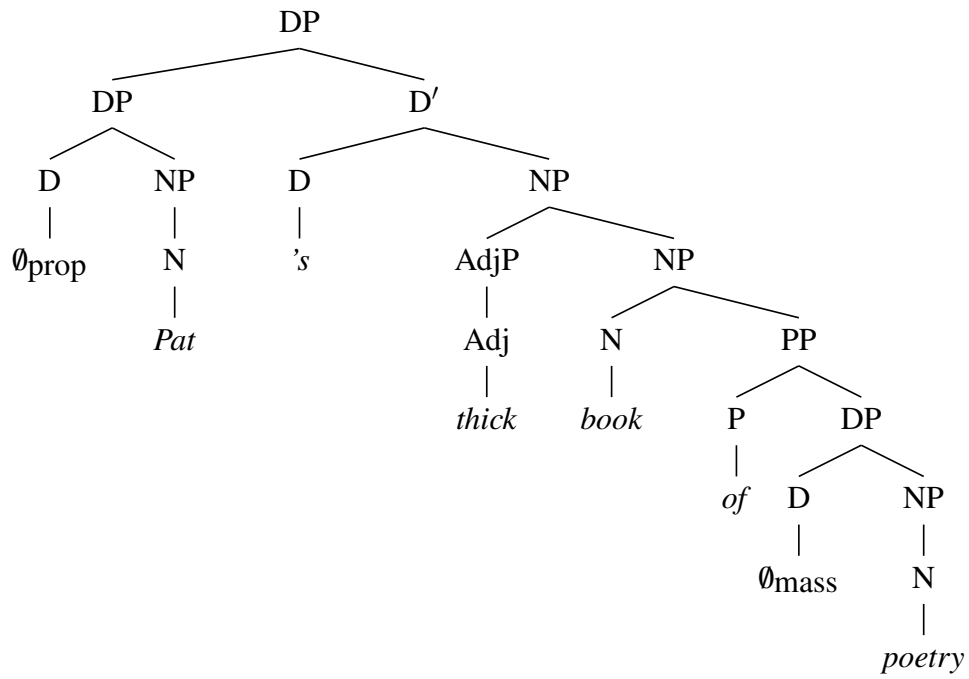 DP
DP D′
D NP D NP
∅prop N 's AdjP NP
Pat Adj N PP
thick book P DP
of D NP
∅mass N
poetry